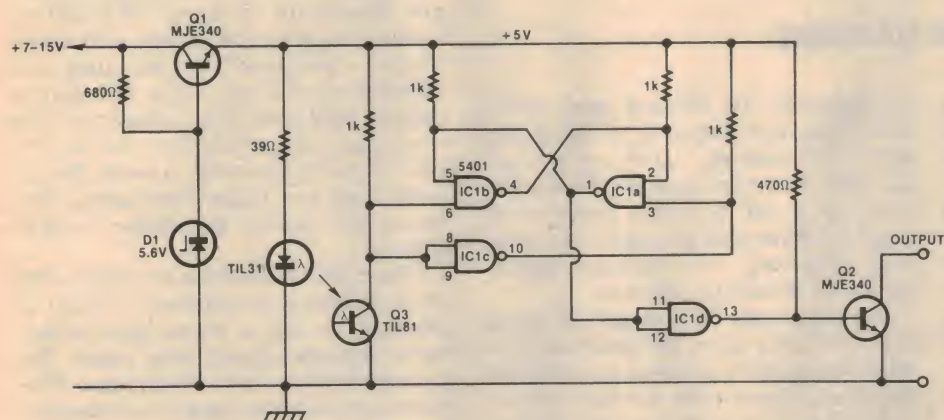 Q1
MJE340
+7–15V
+5V
680Ω
39Ω
1k
1k
1k
1k
470Ω
5401
5
6
IC1b
4
1
IC1a
2
3
8
9
IC1c
10
11
12
IC1d
13
D1
5.6V
TIL31
λ
λ
Q3
TIL81
OUTPUT
Q2
MJE340